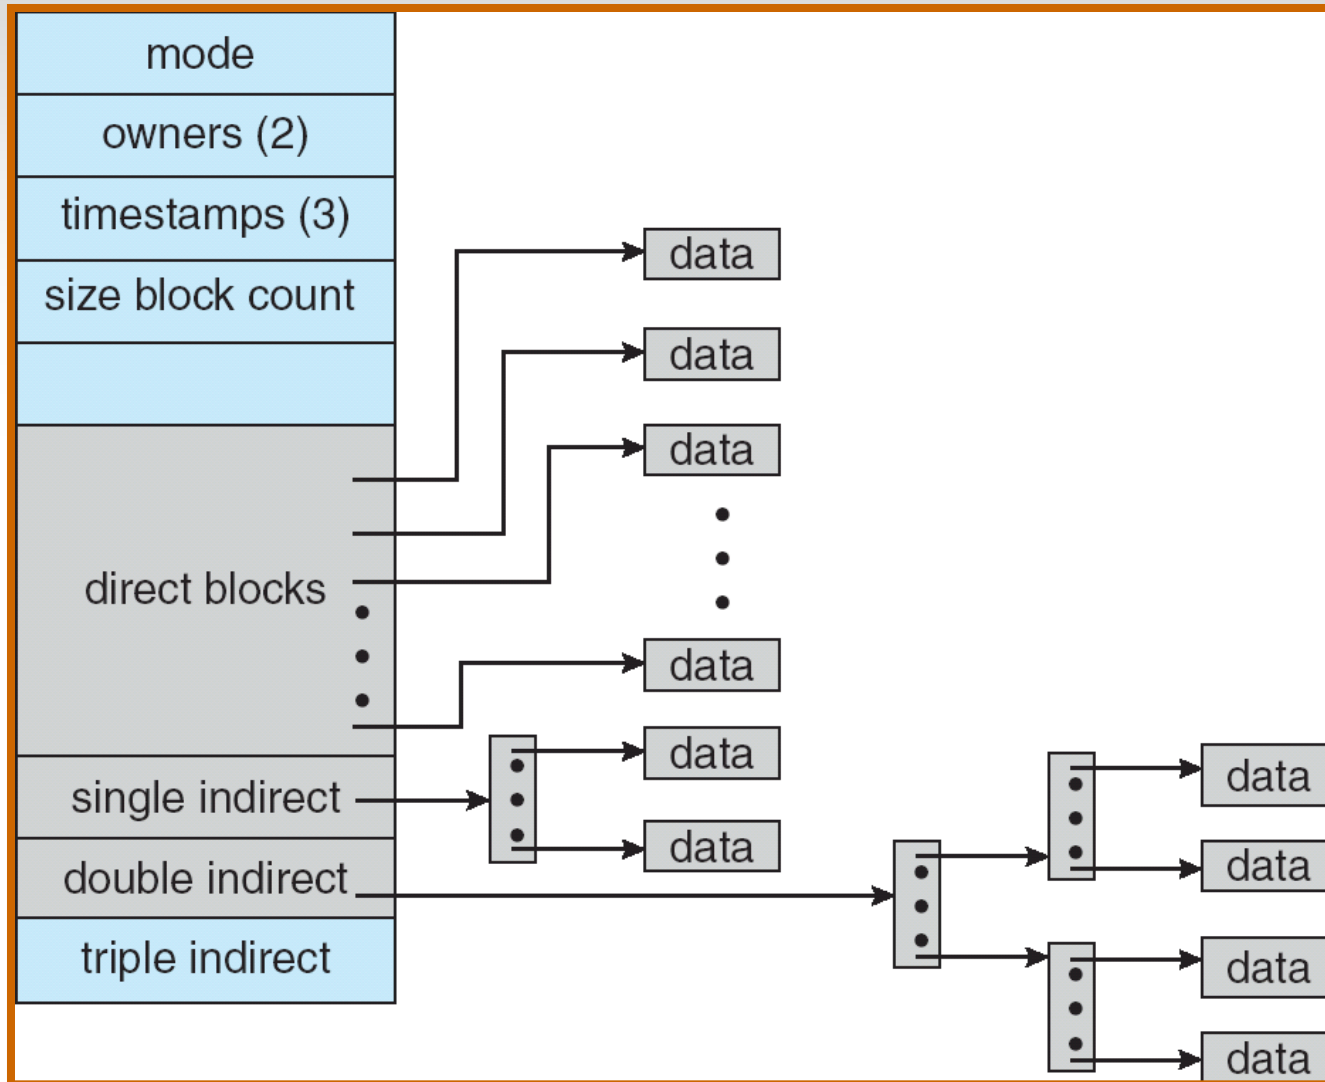 mode
owners (2)
timestamps (3)
size block count
direct blocks
single indirect
double indirect
triple indirect
data
data
data
data
data
data
data
data
data
data